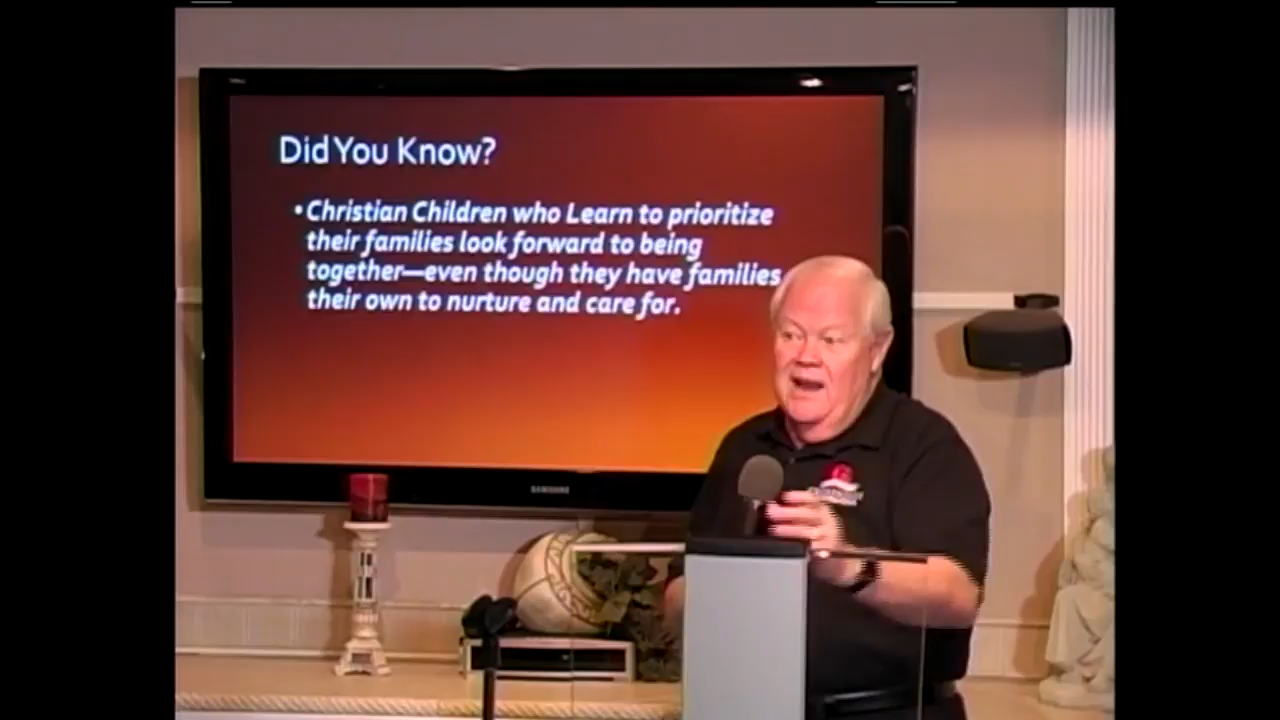 Did You Know?
• Christian Children who Learn to prioritize
their families look forward to being
together—even though they have families
their own to nurture and care for.
SAMSUNG